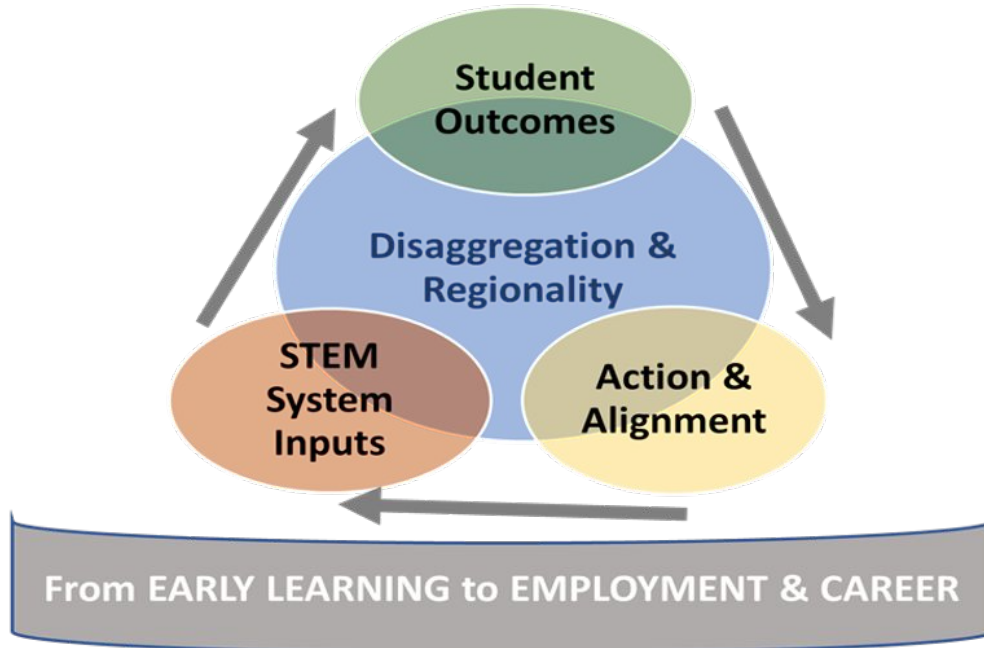 Student
Outcomes
Disaggregation &
Regionality
STEM
System
Inputs
Action &
Alignment
From EARLY LEARNING to EMPLOYMENT & CAREER